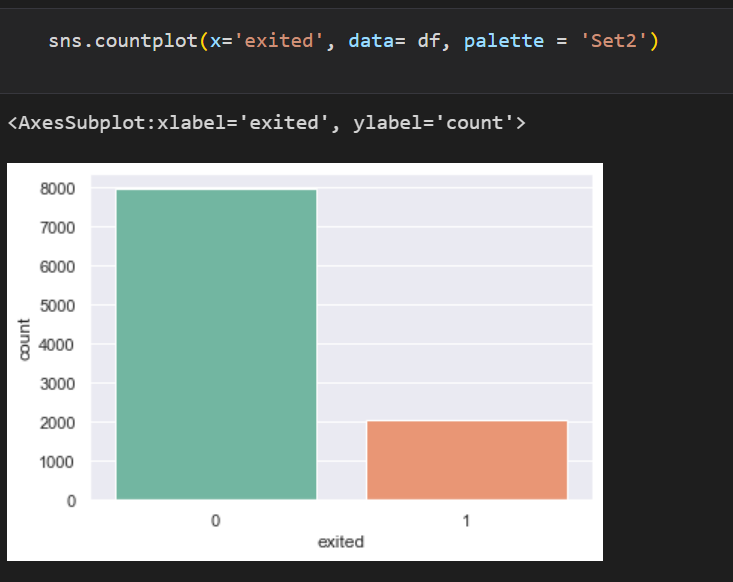 sns.countplot(x='exited', data= df, palette = 'Set2')
<AxesSubplot:xlabel='exited', ylabel='count'>
8000
7000
6000
5000
4000
3000
2000
1000
0
count
0 1
exited